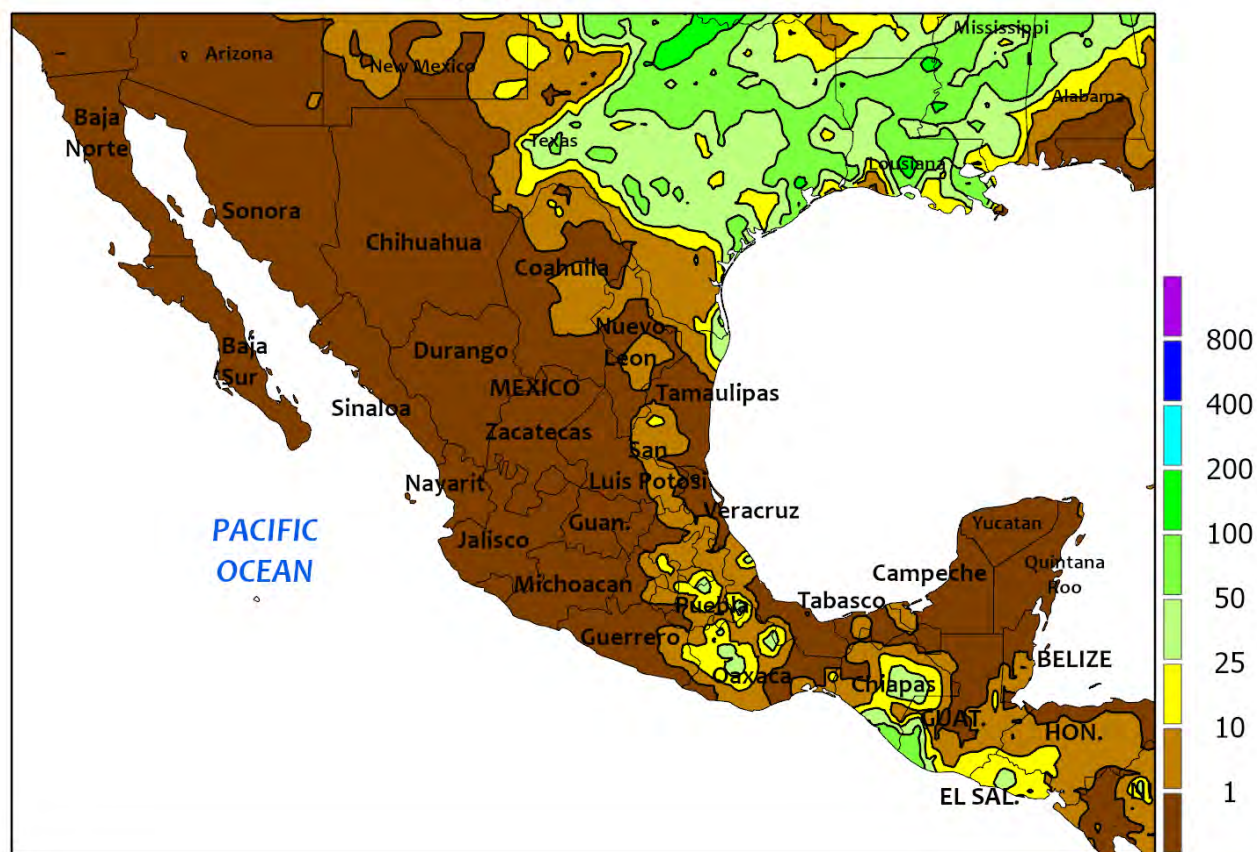 Mississippi
Arizona
New Mexico
Alabama
Baja
Norte
Texas
Lousiana
Sonora
Chihuahua
Coahulla
Nuevo
Leon
Durango
Baja
Sur
MEXICO
Tamaulipas
Sinaloa
Zacatecas
San
Luis Potosi
Nayarit
Veracruz
Guan.
Yucatan
PACIFIC
OCEAN
Jalisco
Quintana
Roo
Campeche
Michoacan
Puebla
Tabasco
Guerrero
BELIZE
Oaxaca
Chiapas
GUAT.
HON.
EL SAL.
800
400
200
100
50
25
10
1